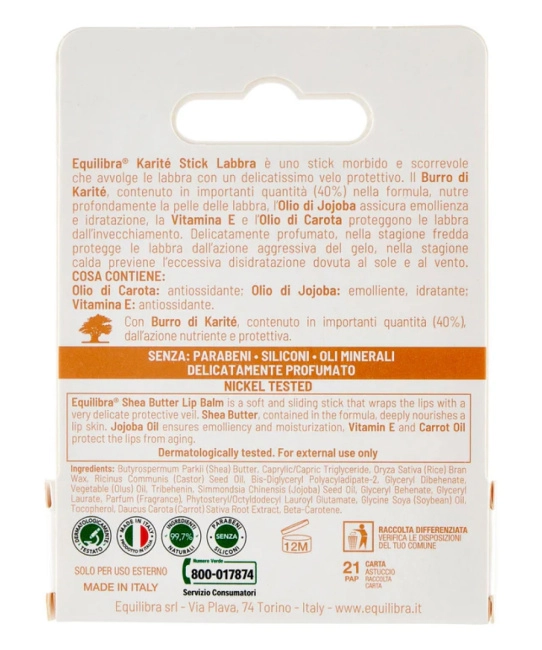 Equilibra® Karité Stick Labbra è uno stick morbido e scorrevole
che avvolge le labbra con un delicatissimo velo protettivo. Il Burro di
Karité, contenuto in importanti quantità (40%) nella formula, nutre
profondamente la pelle delle labbra, l'Olio di Jojoba assicura emollienza
e idratazione, la Vitamina E e l'Olio di Carota proteggono le labbra
dall'invecchiamento. Delicatamente profumato, nella stagione fredda
protegge le labbra dall'azione aggressiva del gelo, nella stagione
calda previene l'eccessiva disidratazione dovuta al sole e al vento.
COSA CONTIENE:
Olio di Carota: antiossidante; Olio di Jojoba: emolliente, idratante;
Vitamina E: antiossidante.
Con Burro di Karité, contenuto in importanti quantità (40%),
dall'azione nutriente e protettiva.
SENZA: PARABENI • SILICONI • OLI MINERALI
DELICATAMENTE PROFUMATO
NICKEL TESTED
Equilibra® Shea Butter Lip Balm is a soft and sliding stick that wraps the lips with a
very delicate protective veil. Shea Butter, contained in the formula, deeply nourishes a
lip skin. Jojoba Oil ensures emolliency and moisturization, Vitamin E and Carrot Oil
protect the lips from aging.
Dermatologically tested. For external use only
Ingredients: Butyrospermum Parkii (Shea) Butter, Caprylic/Capric Triglyceride, Oryza Sativa (Rice) Bran
Wax, Ricinus Communis (Castor) Seed Oil, Bis-Diglyceryl Polyacyladipate-2, Glyceryl Dibehenate,
Vegetable (Olus) Oil, Tribehenin, Simmondsia Chinensis (Jojoba) Seed Oil, Glyceryl Behenate, Glyceryl
Laurate, Parfum, Phytosteryl/Octyldodecyl Lauroyl Glutamate, Glycine Soya (Soybean) Oil,
Tocopherol, Daucus Carota (Carrot) Sativa Root Extract, Beta-Carotene.
DERMATOLOGICAMENTE TESTATO
MADE IN ITALY PRODOTTO IN ITALIA
INGREDIENTI 99,7% NATURALI
PARABENI SENZA SILICONI
12M
RACCOLTA DIFFERENZIATA
VERIFICA LE DISPOSIZIONI
DEL TUO COMUNE
21 PAP
CARTA
ASTUCCIO
RACCOLTA
CARTA
SOLO PER USO ESTERNO
MADE IN ITALY
Numero Verde
800-017874
Servizio Consumatori
Equilibra srl - Via Plava, 74 Torino - Italy - www.equilibra.it